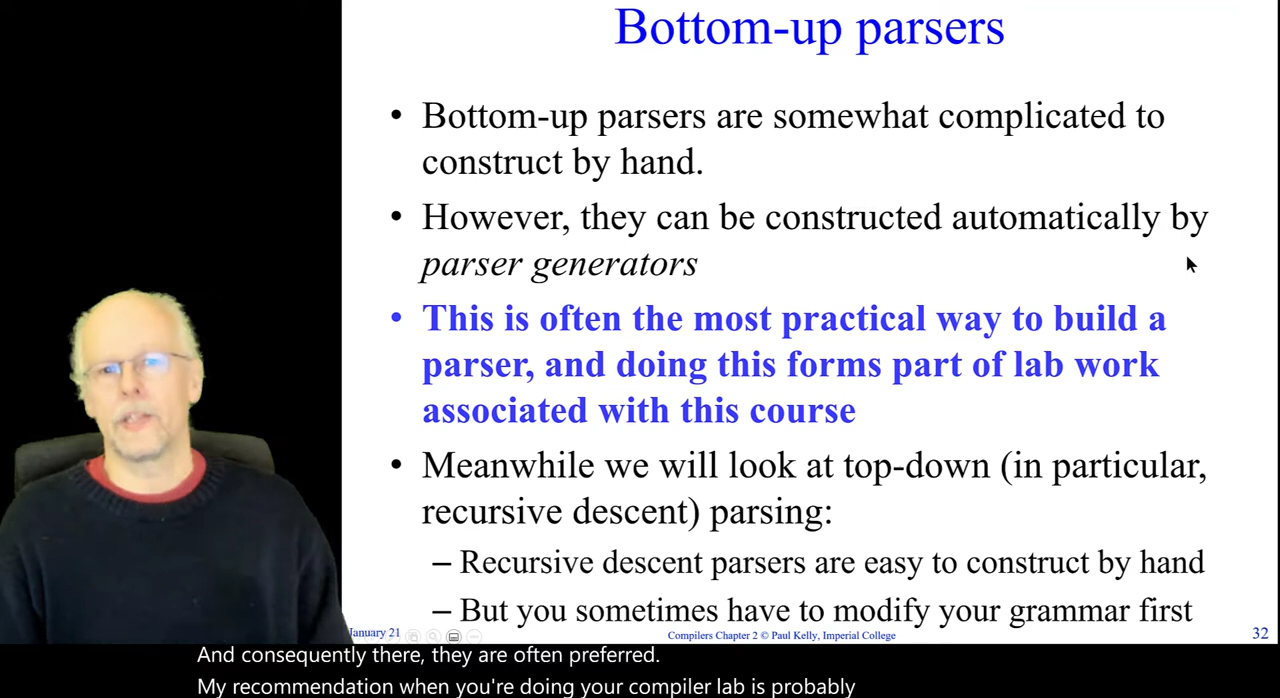 Bottom-up parsers
• Bottom-up parsers are somewhat complicated to
construct by hand.
• However, they can be constructed automatically by
parser generators
• This is often the most practical way to build a
parser, and doing this forms part of lab work
associated with this course
• Meanwhile we will look at top-down (in particular,
recursive descent) parsing:
– Recursive descent parsers are easy to construct by hand
– But you sometimes have to modify your grammar first
January 21
Compilers Chapter 2 © Paul Kelly, Imperial College
32
And consequently there, they are often preferred.
My recommendation when you're doing your compiler lab is probably